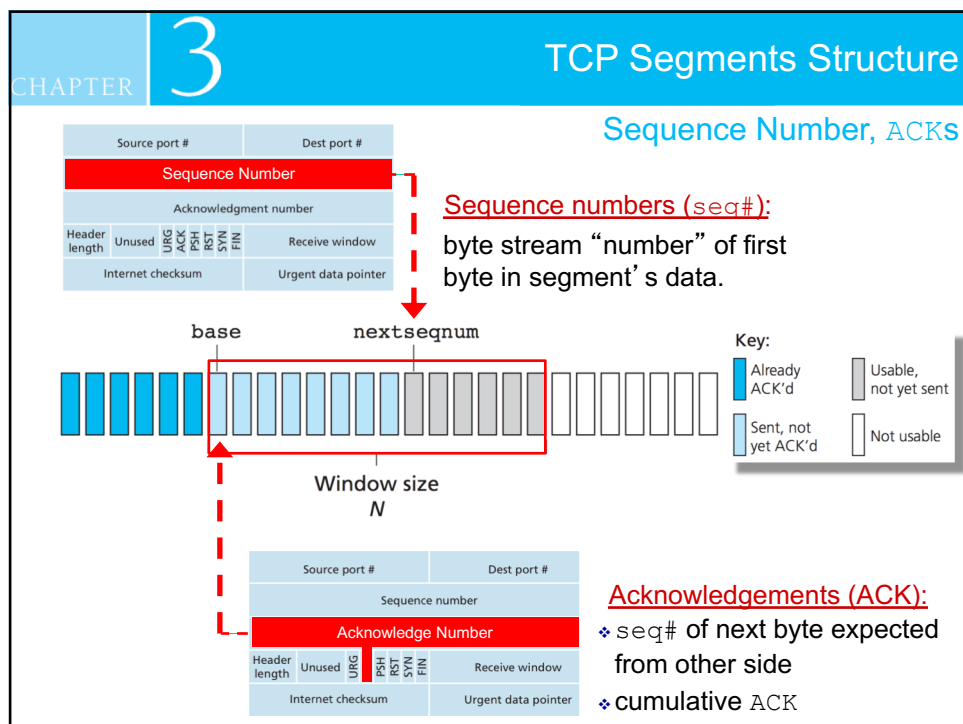 CHAPTER 3
TCP Segments Structure
Sequence Number, ACKs
Source port #
Dest port #
Sequence Number
Acknowledgment number
Header length
Unused
URG
ACK
PSH
RST
SYN
FIN
Receive window
Internet checksum
Urgent data pointer
Sequence numbers (seq#):
byte stream “number” of first
byte in segment’s data.
base
nextseqnum
Key:
Already
ACK'd
Usable,
not yet sent
Sent, not
yet ACK'd
Not usable
Window size
N
Source port #
Dest port #
Sequence number
Acknowledge Number
Header
length
Unused
URG
PSH
RST
SYN
FIN
Receive window
Internet checksum
Urgent data pointer
Acknowledgements (ACK):
❖ seq# of next byte expected
from other side
❖ cumulative ACK